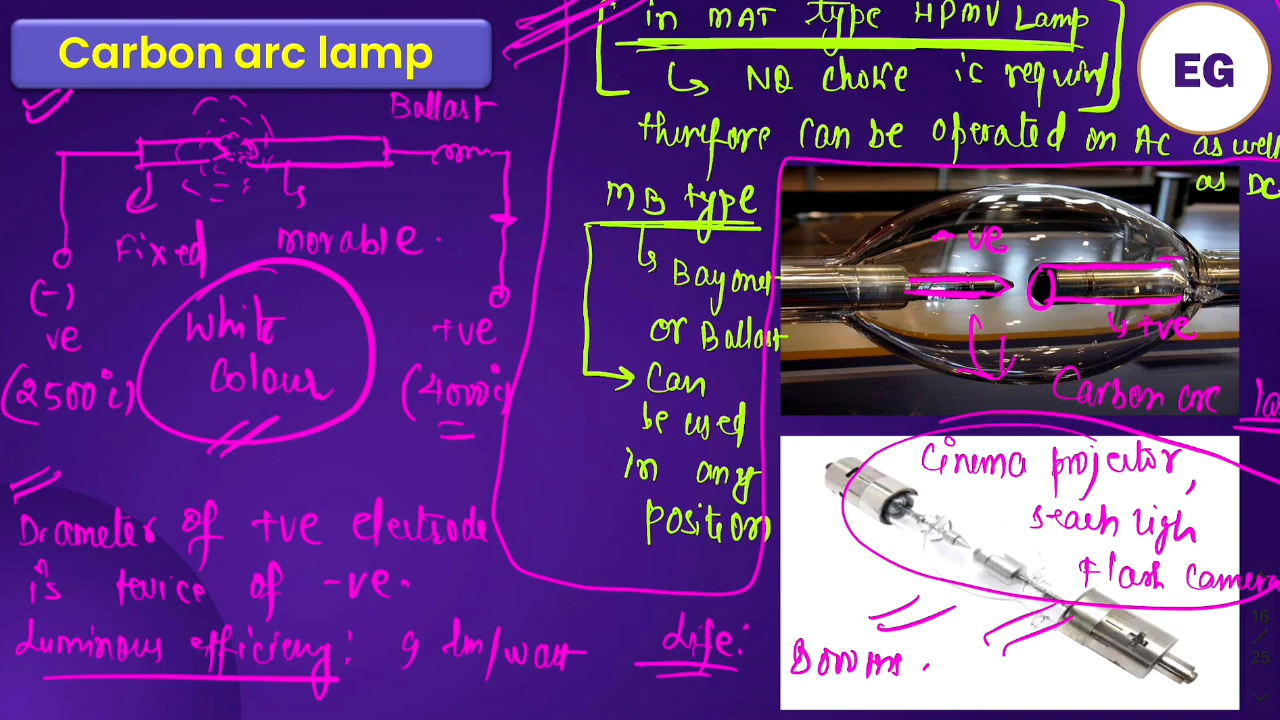 Carbon arc lamp
EG
in MAT type HPMV Lamp
↳ NO choke is required
therefore can be operated on AC as well
as DC
Ballast
Fixed
movable.
(-)
ve
(2500°c)
White
Colour
+ve
(4000°c)
MB type
↳ Bayonet
or Ballast
→ Can
be used
in any
position
-ve
↳ +ve
Carbon arc la
Cinema projector,
Flash camera
Diameter of +ve electrode
is twice of -ve.
Luminous efficiency: 9 lm/watt
Life:
16
/
25